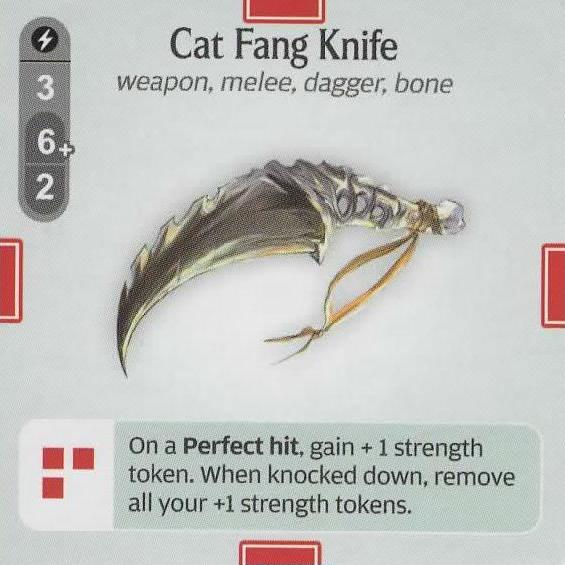 Cat Fang Knife
weapon, melee, dagger, bone
3
6+
2
On a Perfect hit, gain + 1 strength
token. When knocked down, remove
all your +1 strength tokens.